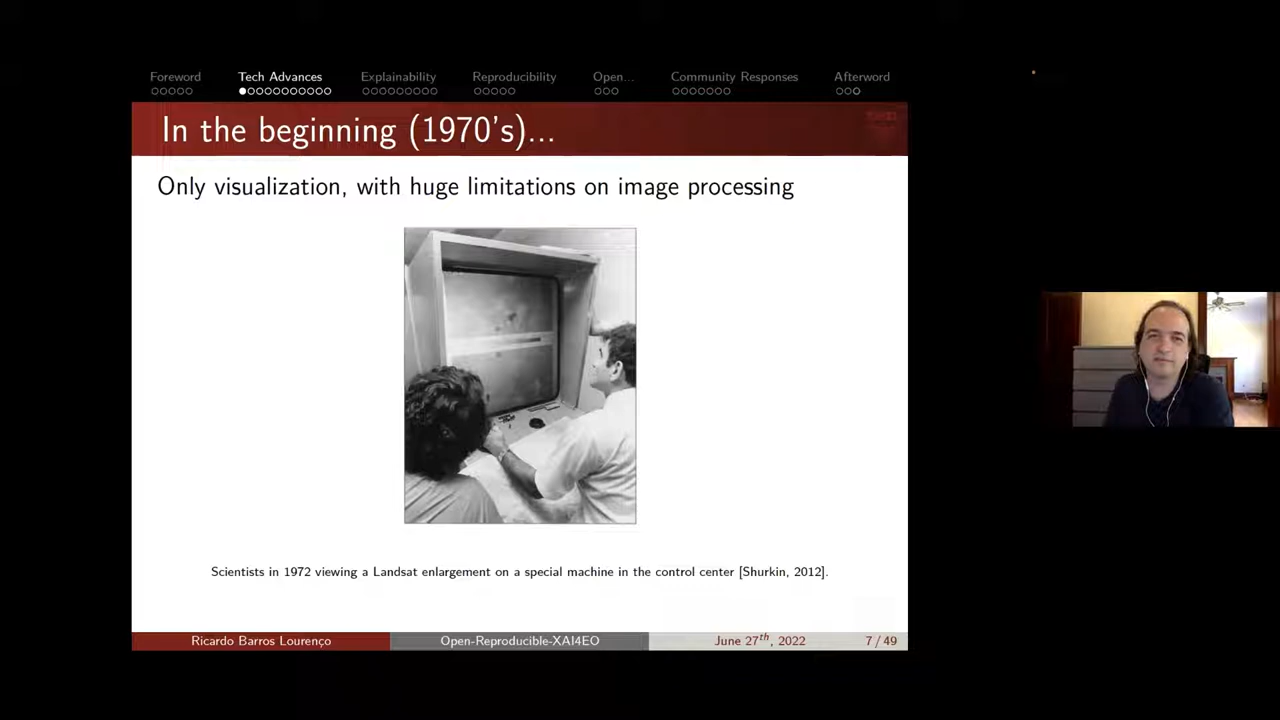 Foreword Tech Advances Explainability Reproducibility Open... Community Responses Afterword
In the beginning (1970's)...
Only visualization, with huge limitations on image processing
Scientists in 1972 viewing a Landsat enlargement on a special machine in the control center [Shurkin, 2012].
Ricardo Barros Lourenço Open-Reproducible-XAI4EO June 27th, 2022 7 / 49